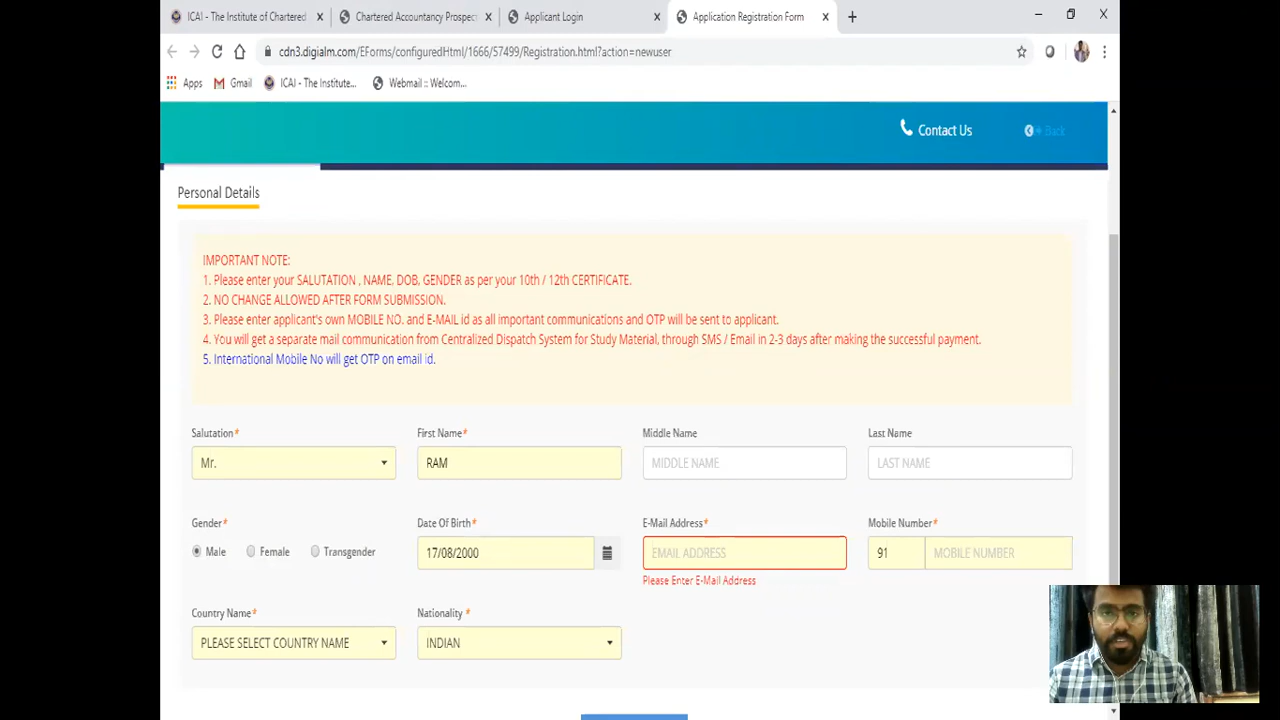 ICAI - The Institute of Chartered
Chartered Accountancy Prospec
Applicant Login
Application Registration Form
cdn3.digialm.com/EForms/configuredHtml/1666/57499/Registration.html?action=newuser
Apps
Gmail
ICAI - The Institute...
Webmail :: Welcom...
Contact Us
Back
Personal Details
IMPORTANT NOTE:
1. Please enter your SALUTATION , NAME, DOB, GENDER as per your 10th / 12th CERTIFICATE.
2. NO CHANGE ALLOWED AFTER FORM SUBMISSION.
3. Please enter applicant's own MOBILE NO. and E-MAIL id as all important communications and OTP will be sent to applicant.
4. You will get a separate mail communication from Centralized Dispatch System for Study Material, through SMS / Email in 2-3 days after making the successful payment.
5. International Mobile No will get OTP on email id.
Salutation*
First Name*
Middle Name
Last Name
Mr.
RAM
MIDDLE NAME
LAST NAME
Gender*
Date Of Birth*
E-Mail Address*
Mobile Number*
Male
Female
Transgender
17/08/2000
EMAIL ADDRESS
91
MOBILE NUMBER
Please Enter E-Mail Address
Country Name*
Nationality *
PLEASE SELECT COUNTRY NAME
INDIAN